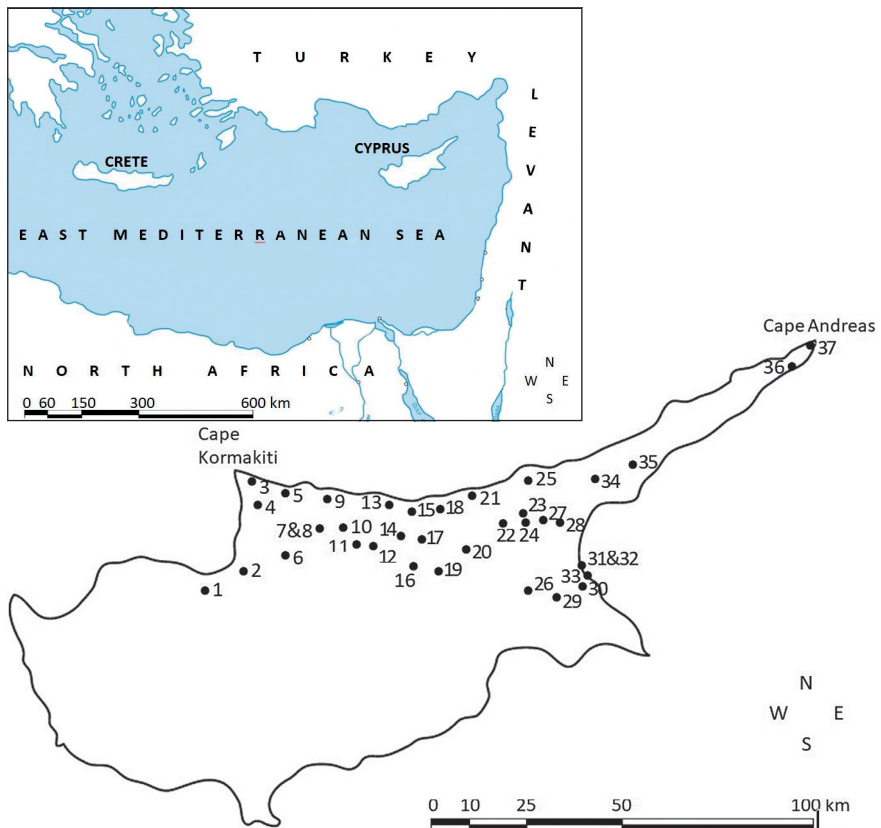 T U R K E Y
L E V A N T
CRETE
CYPRUS
E A S T M E D I T E R R A N E A N S E A
N O R T H A F R I C A
N
W E
S
0 60 150 300 600 km
Cape Andreas
37
36
Cape
Kormakiti
3
5
4
9
13
15
18
21
25
34
35
7&8
10
14
17
23
27
22
24
28
11
12
6
20
2
16
19
31&32
33
1
26
30
29
N
W E
S
0 10 25 50 100 km